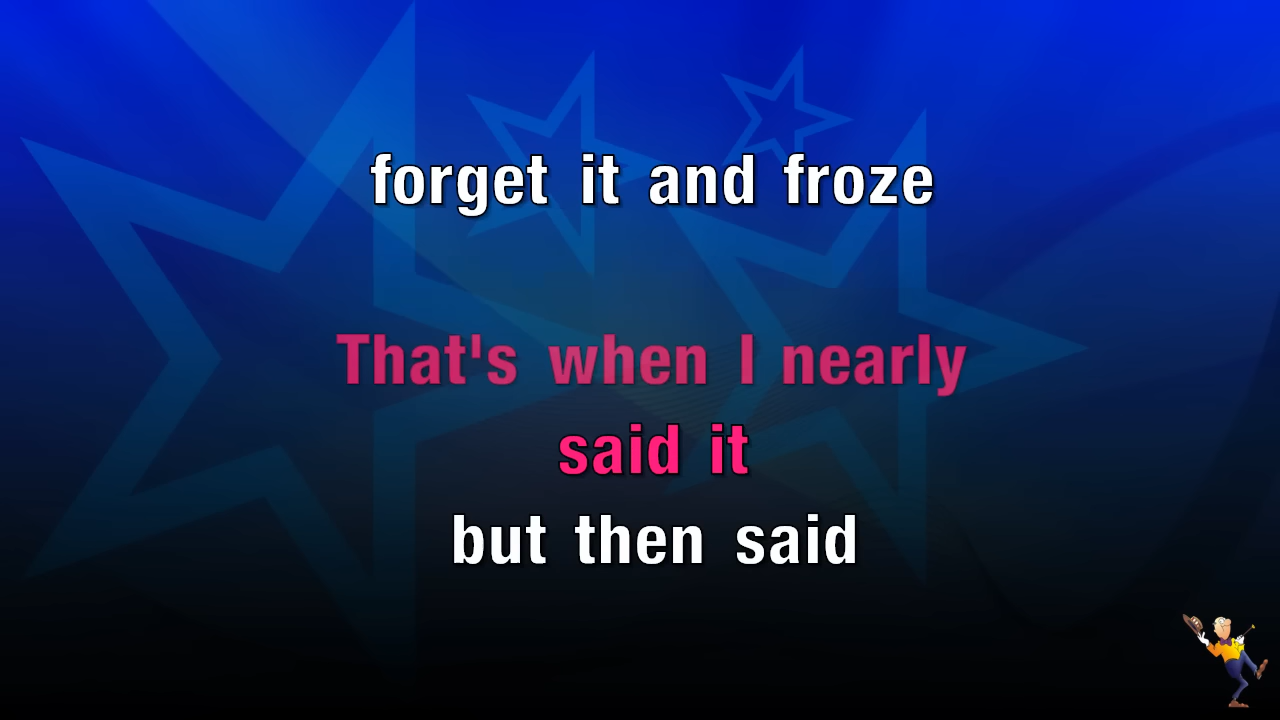 forget it and froze
That's when I nearly
said it
but then said